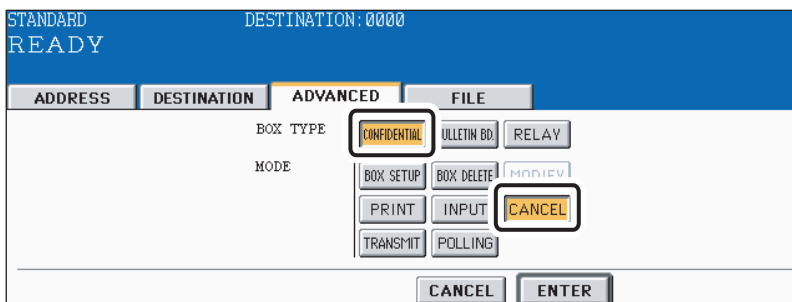 STANDARD DESTINATION:0000
READY
ADDRESS DESTINATION ADVANCED FILE
BOX TYPE CONFIDENTIAL ULLETIN BD. RELAY
MODE BOX SETUP BOX DELETE MODIFY
PRINT INPUT CANCEL
TRANSMIT POLLING
CANCEL ENTER